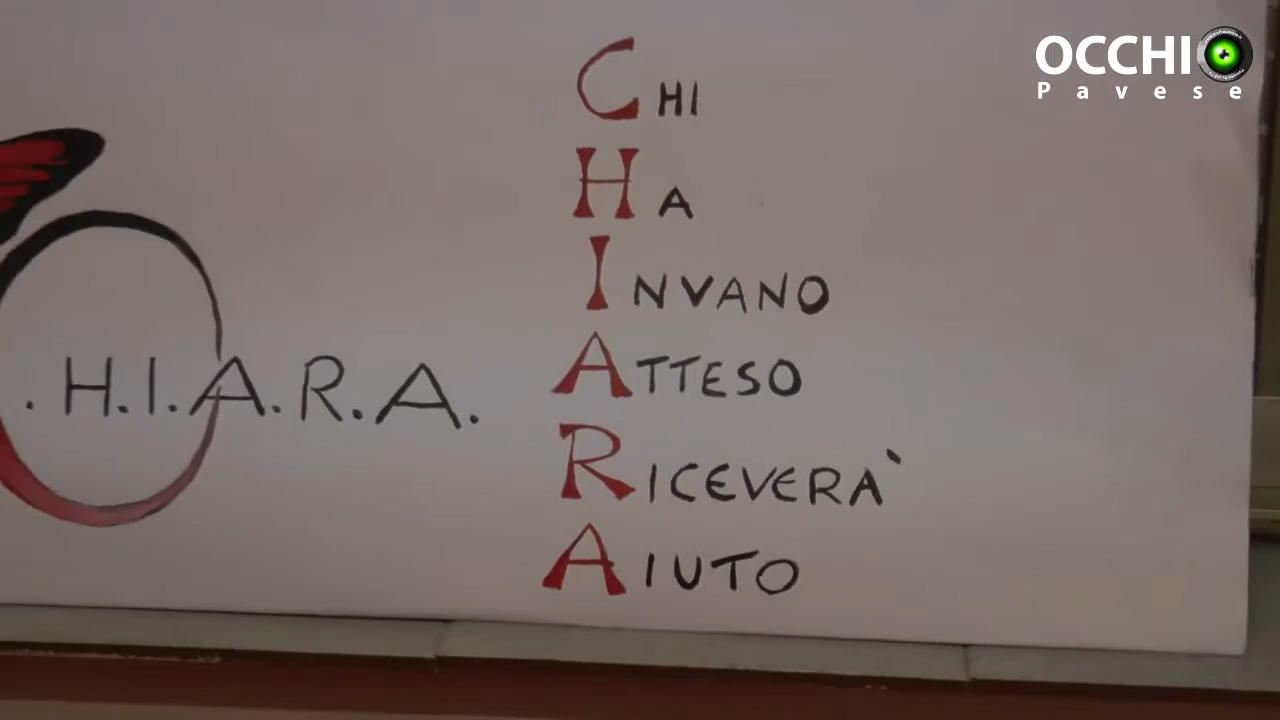 OCCHIO
Pavese
CHI
HA
INVANO
ATTESO
RICEVERÀ
AIUTO
.H.I.A.R.A.